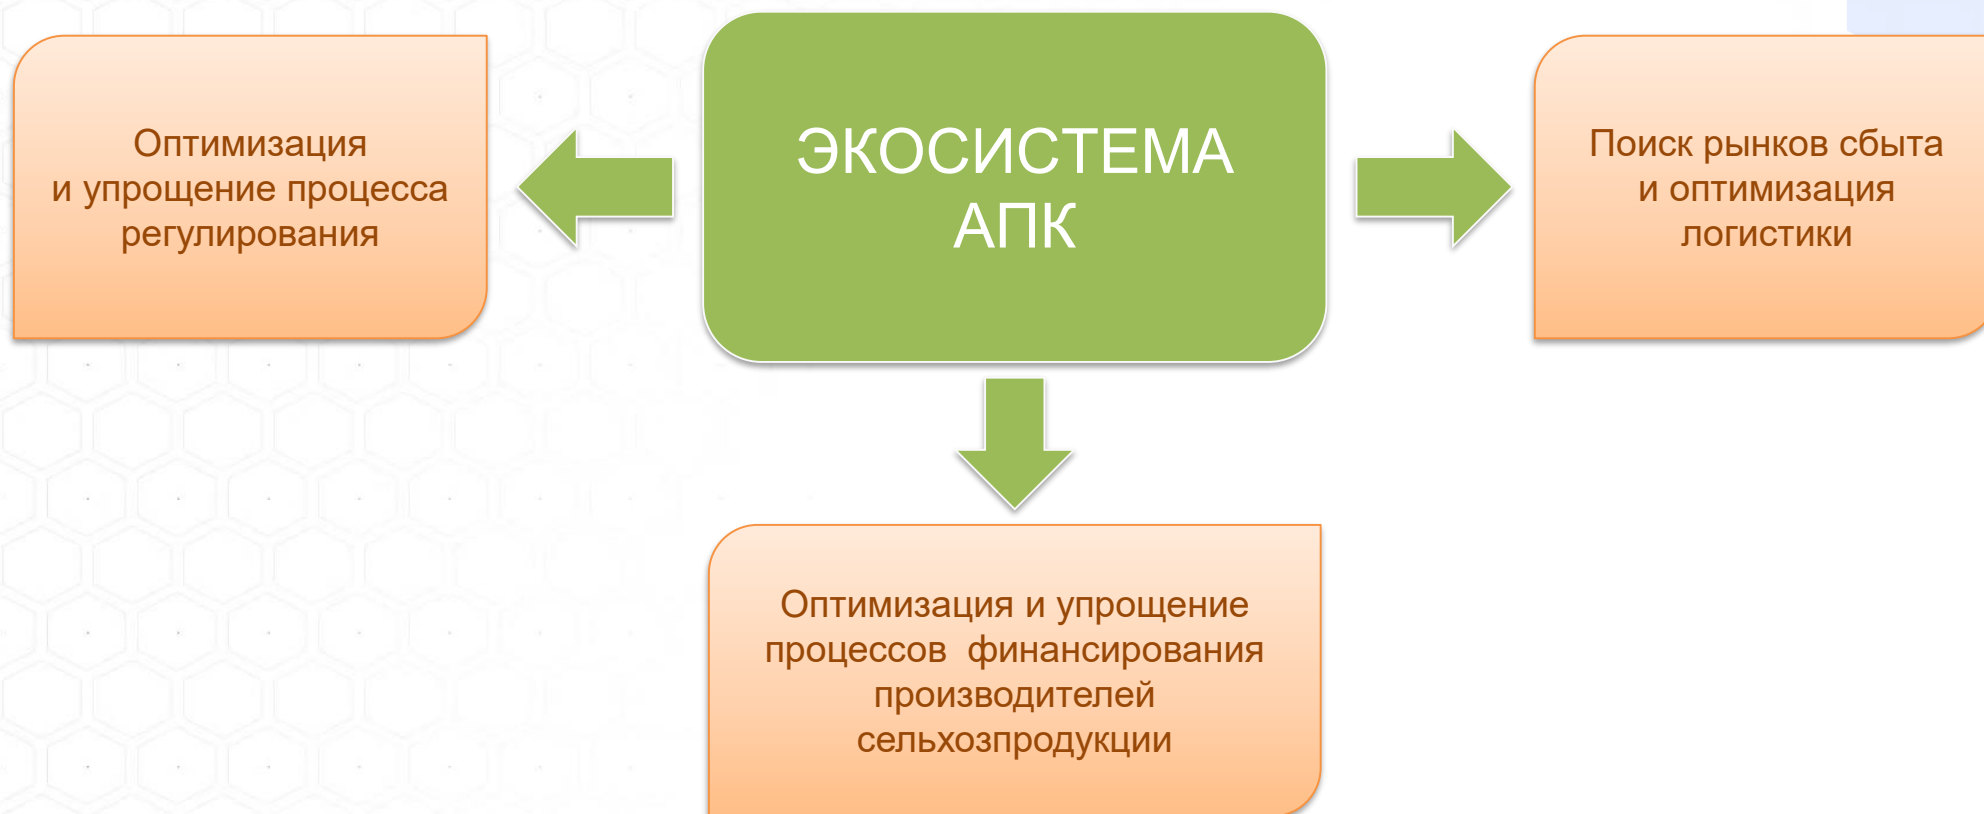 Оптимизация
и упрощение процесса
регулирования
ЭКОСИСТЕМА
АПК
Поиск рынков сбыта
и оптимизация
логистики
Оптимизация и упрощение
процессов  финансирования
производителей
сельхозпродукции